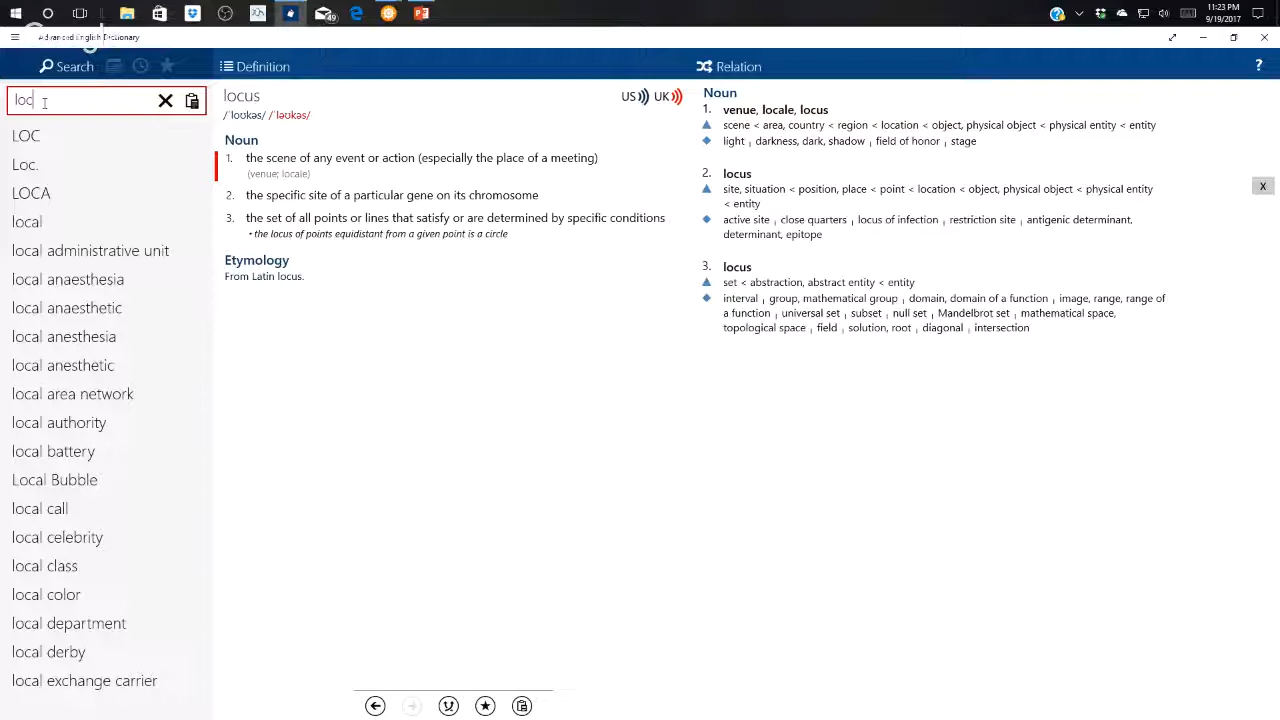 49
11:23 PM
9/19/2017
Advanced English Dictionary
Search
Definition
Relation
?
loc
LOC
Loc.
LOCA
local
local administrative unit
local anaesthesia
local anaesthetic
local anesthesia
local anesthetic
local area network
local authority
local battery
Local Bubble
local call
local celebrity
local class
local color
local department
local derby
local exchange carrier
locus
US UK
/ˈloʊkəs/ /ˈləʊkəs/
Noun
1. the scene of any event or action (especially the place of a meeting)
(venue; locale)
2. the specific site of a particular gene on its chromosome
3. the set of all points or lines that satisfy or are determined by specific conditions
• the locus of points equidistant from a given point is a circle
Etymology
From Latin locus.
Noun
1. venue, locale, locus
scene < area, country < region < location < object, physical object < physical entity < entity
light , darkness, dark, shadow , field of honor , stage
2. locus
site, situation < position, place < point < location < object, physical object < physical entity
< entity
active site , close quarters , locus of infection , restriction site , antigenic determinant,
determinant, epitope
3. locus
set < abstraction, abstract entity < entity
interval , group, mathematical group , domain, domain of a function , image, range, range of
a function , universal set , subset , null set , Mandelbrot set , mathematical space,
topological space , field , solution, root , diagonal , intersection
X